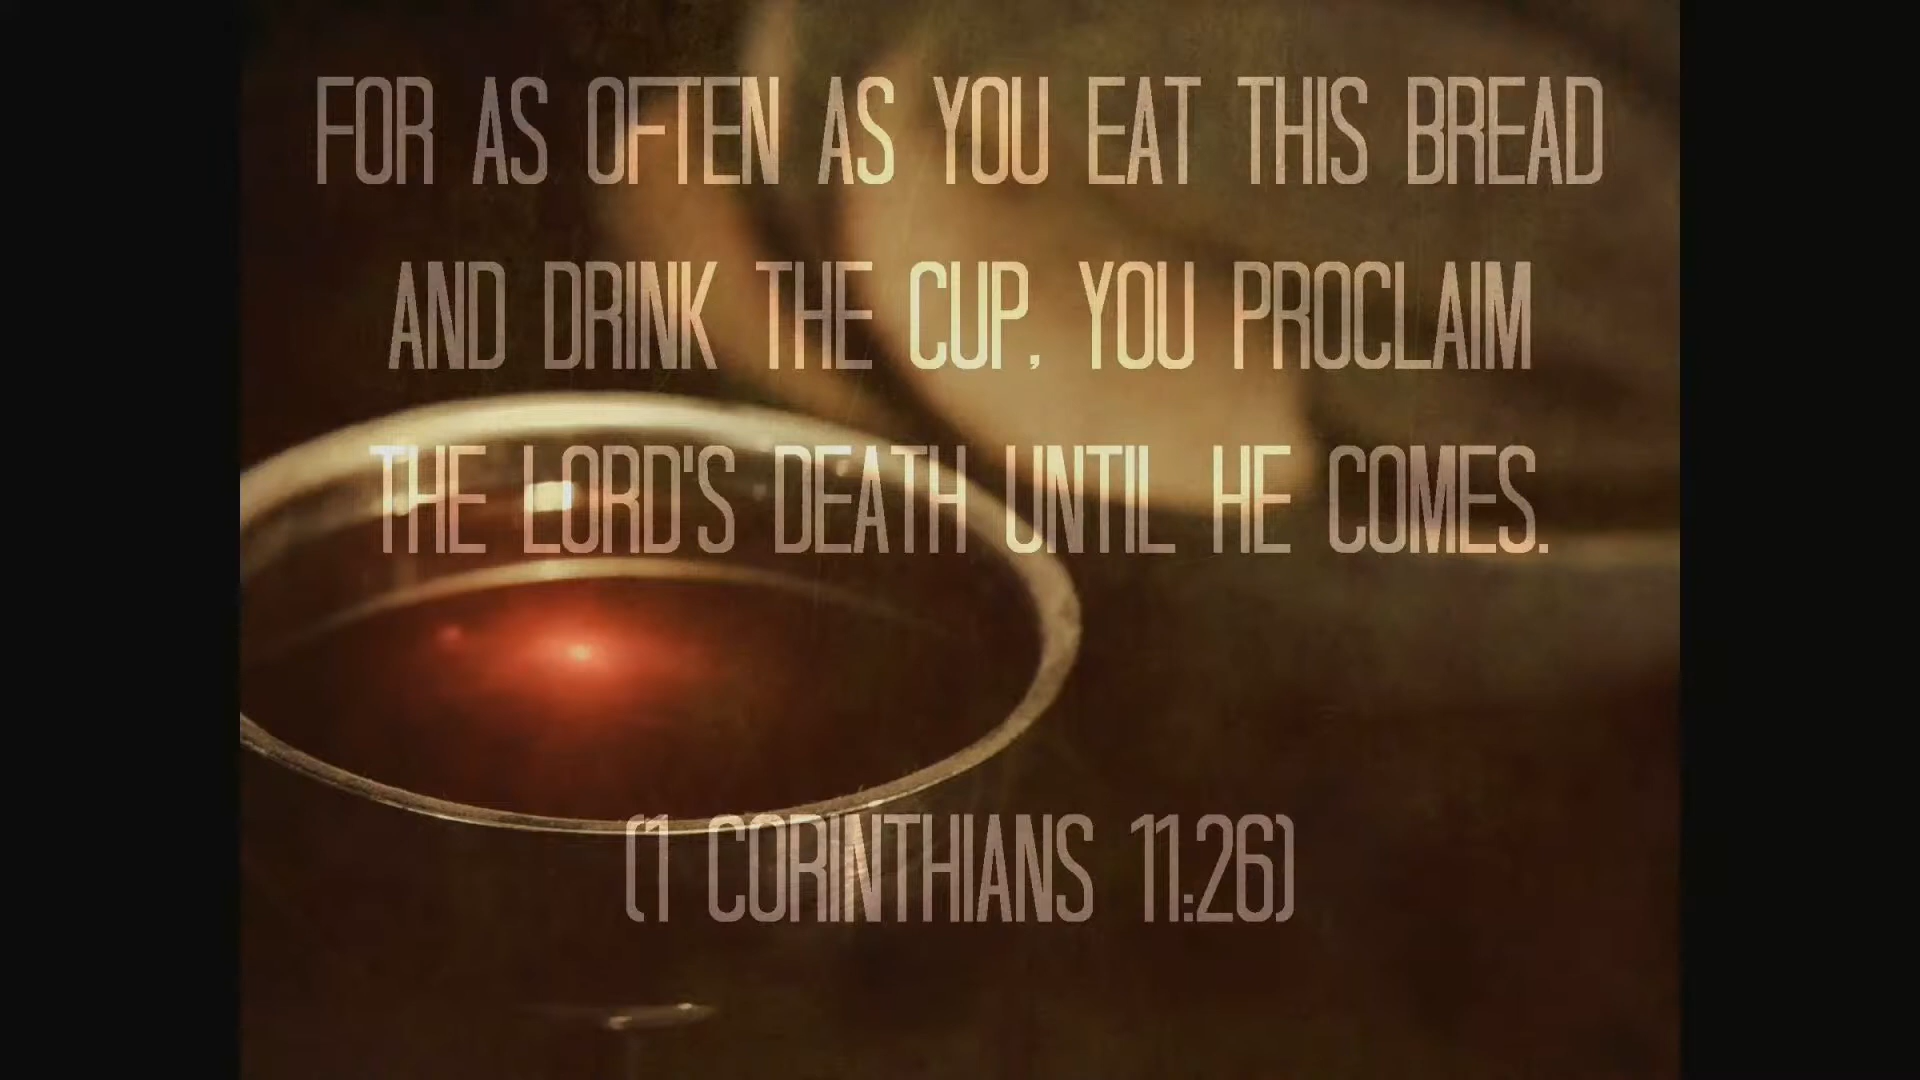 FOR AS OFTEN AS YOU EAT THIS BREAD
AND DRINK THE CUP, YOU PROCLAIM
THE LORD'S DEATH UNTIL HE COMES.
(1 CORINTHIANS 11:26)